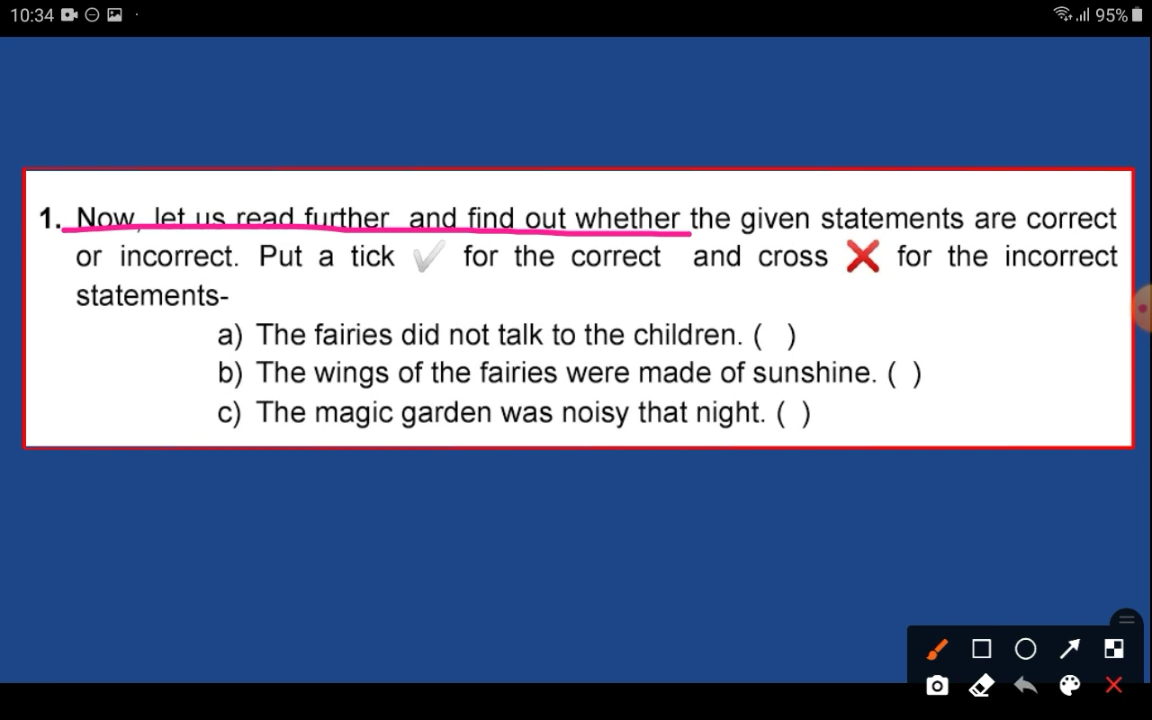 10:34 95%
1. Now, let us read further and find out whether the given statements are correct
or incorrect. Put a tick ✔ for the correct and cross ❌ for the incorrect
statements-
a) The fairies did not talk to the children. ( )
b) The wings of the fairies were made of sunshine. ( )
c) The magic garden was noisy that night. ( )